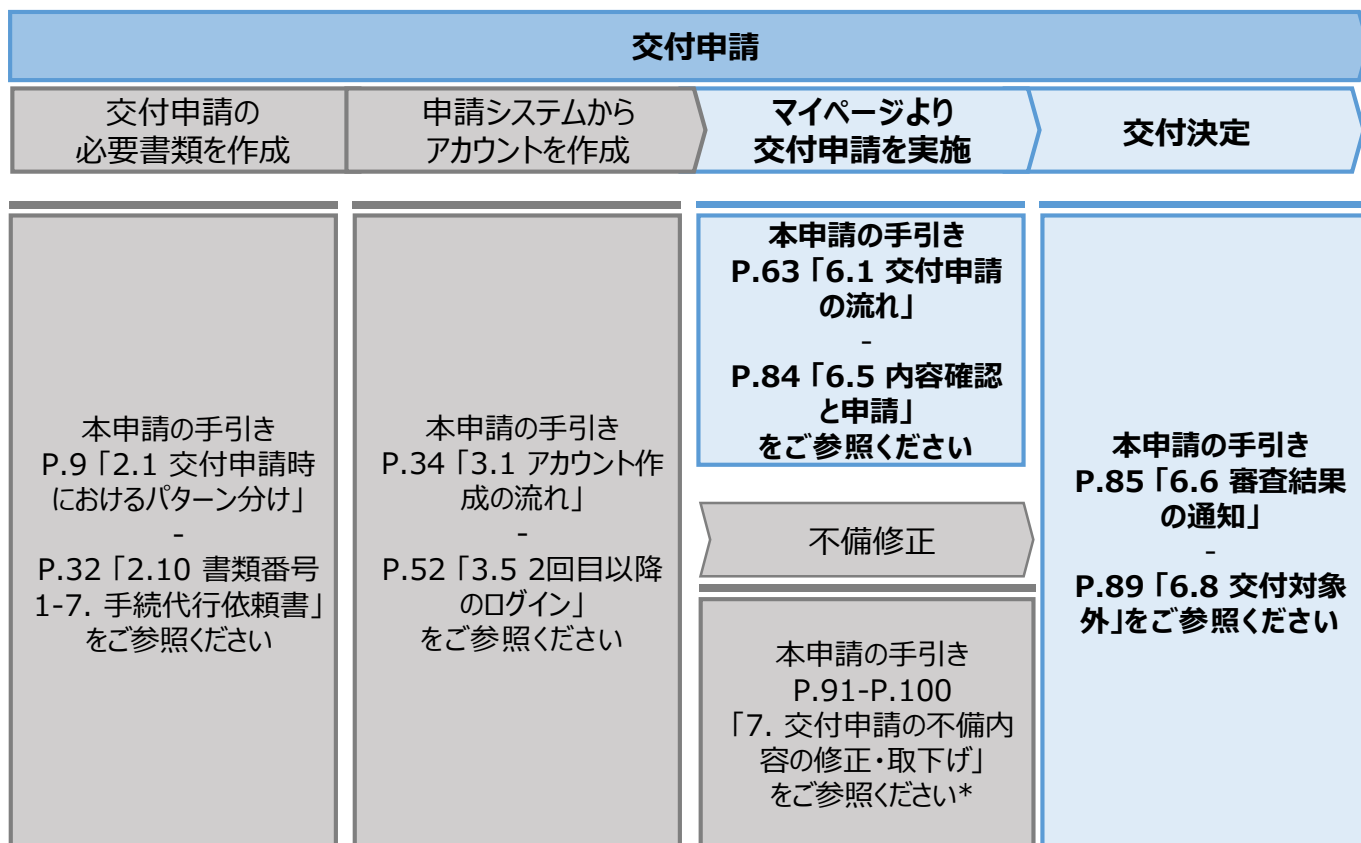 交付申請
交付申請の
必要書類を作成
申請システムから
アカウントを作成
マイページより
交付申請を実施
交付決定
本申請の手引き
P.9「2.1 交付申請時
におけるパターン分け」
-
P.32「2.10 書類番号
1-7. 手続代行依頼書」
をご参照ください
本申請の手引き
P.34「3.1 アカウント作
成の流れ」
-
P.52「3.5 2回目以降
のログイン」
をご参照ください
本申請の手引き
P.63「6.1 交付申請
の流れ」
-
P.84「6.5 内容確認
と申請」
をご参照ください
不備修正
本申請の手引き
P.91-P.100
「7. 交付申請の不備内
容の修正・取下げ」
をご参照ください*
本申請の手引き
P.85「6.6 審査結果
の通知」
-
P.89「6.8 交付対象
外」をご参照ください